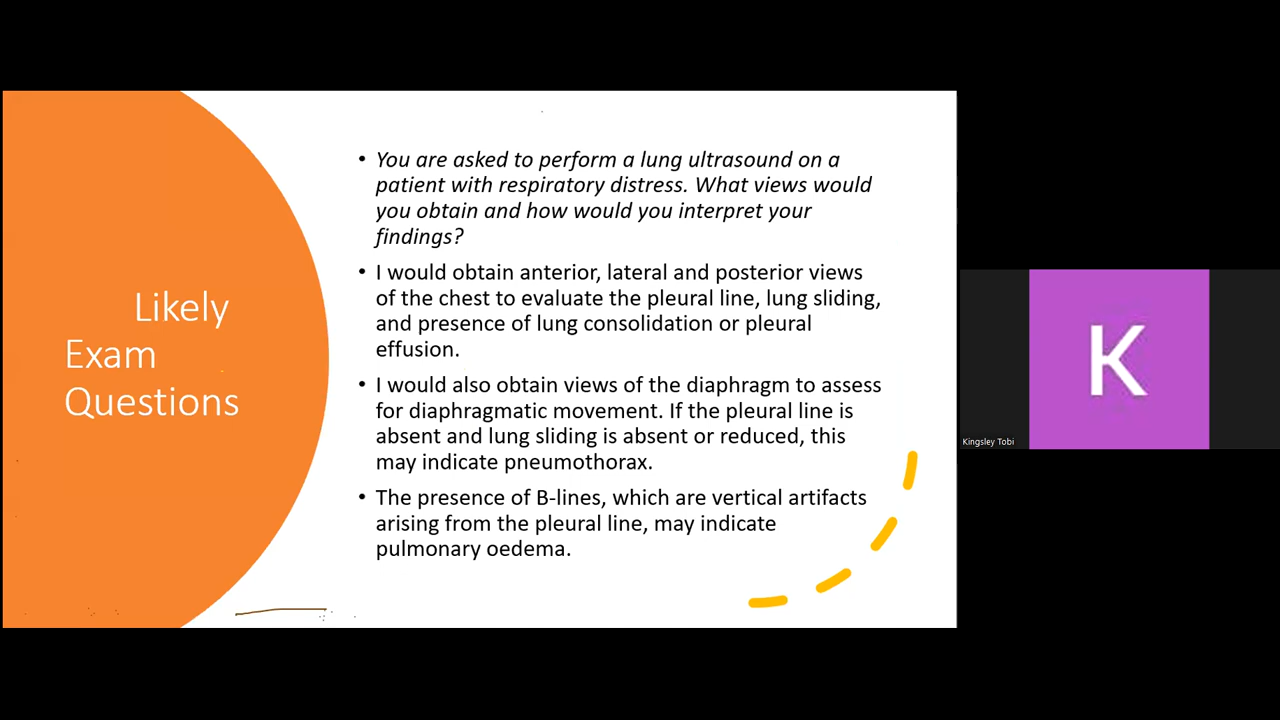 Likely
Exam
Questions
• You are asked to perform a lung ultrasound on a
patient with respiratory distress. What views would
you obtain and how would you interpret your
findings?
• I would obtain anterior, lateral and posterior views
of the chest to evaluate the pleural line, lung sliding,
and presence of lung consolidation or pleural
effusion.
• I would also obtain views of the diaphragm to assess
for diaphragmatic movement. If the pleural line is
absent and lung sliding is absent or reduced, this
may indicate pneumothorax.
• The presence of B-lines, which are vertical artifacts
arising from the pleural line, may indicate
pulmonary oedema.
K
Kingsley Tobi